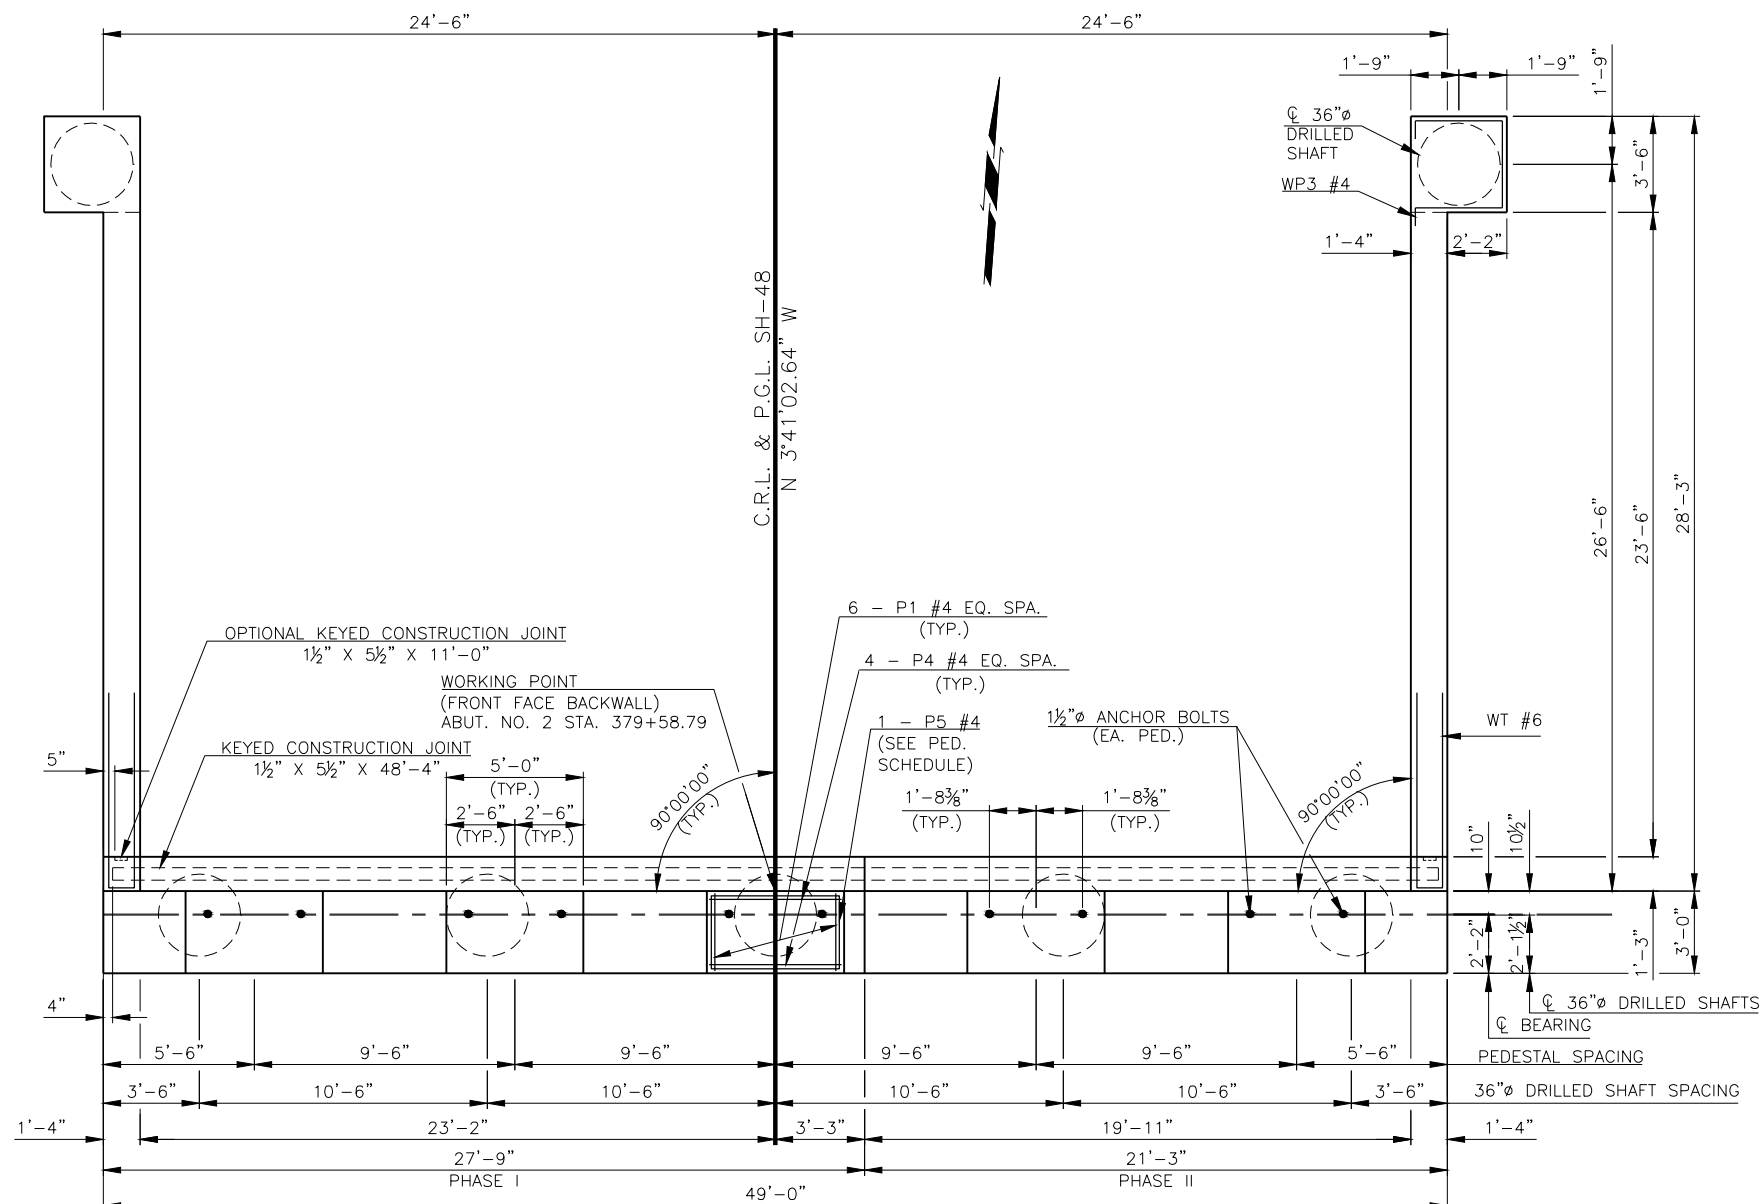 24'-6"
24'-6"
1'-9"
1'-9"
1'-9"
℄ 36"ø
DRILLED
SHAFT
WP3 #4
3'-6"
1'-4"
2'-2"
C.R.L. & P.G.L. SH-48
N 3°41'02.64" W
26'-6"
23'-6"
28'-3"
6 - P1 #4 EQ. SPA.
(TYP.)
OPTIONAL KEYED CONSTRUCTION JOINT
1½" X 5½" X 11'-0"
4 - P4 #4 EQ. SPA.
(TYP.)
WORKING POINT
(FRONT FACE BACKWALL)
ABUT. NO. 2 STA. 379+58.79
1 - P5 #4
(SEE PED.
SCHEDULE)
1½"ø ANCHOR BOLTS
(EA. PED.)
WT #6
KEYED CONSTRUCTION JOINT
1½" X 5½" X 48'-4"
5"
5'-0"
(TYP.)
2'-6"
(TYP.)
2'-6"
(TYP.)
90°00'00"
(TYP.)
1'-8⅜"
(TYP.)
1'-8⅜"
(TYP.)
90°00'00"
(TYP.)
10"
10½"
2'-2"
2'-1½"
1'-3"
3'-0"
4"
℄ 36"ø DRILLED SHAFTS
℄ BEARING
5'-6"
9'-6"
9'-6"
9'-6"
9'-6"
5'-6"
PEDESTAL SPACING
3'-6"
10'-6"
10'-6"
10'-6"
10'-6"
3'-6"
36"ø DRILLED SHAFT SPACING
1'-4"
23'-2"
3'-3"
19'-11"
1'-4"
27'-9"
PHASE I
21'-3"
PHASE II
49'-0"